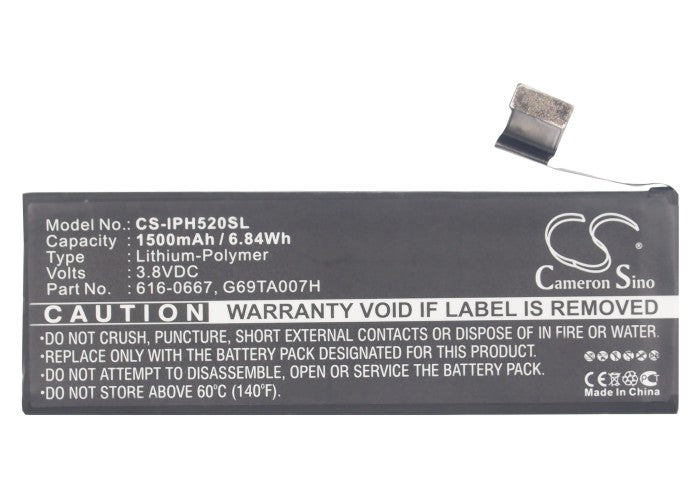 Model No.: CS-IPH520SL
Capacity : 1500mAh / 6.84Wh
Type : Lithium-Polymer
Volts : 3.8VDC
Part No. : 616-0667, G69TA007H
CS
Cameron Sino
CAUTION WARRANTY VOID IF LABEL IS REMOVED
•DO NOT CRUSH, PUNCTURE, SHORT EXTERNAL CONTACTS OR DISPOSE OF IN FIRE OR WATER.
•REPLACE ONLY WITH THE BATTERY PACK DESIGNATED FOR YOUR PRODUCT.
•DO NOT DISASSEMBLE, OPEN OR SERVICE THE BATTERY PACK.
•DO NOT STORE ABOVE 60°C (140°F)
CE
Made In China